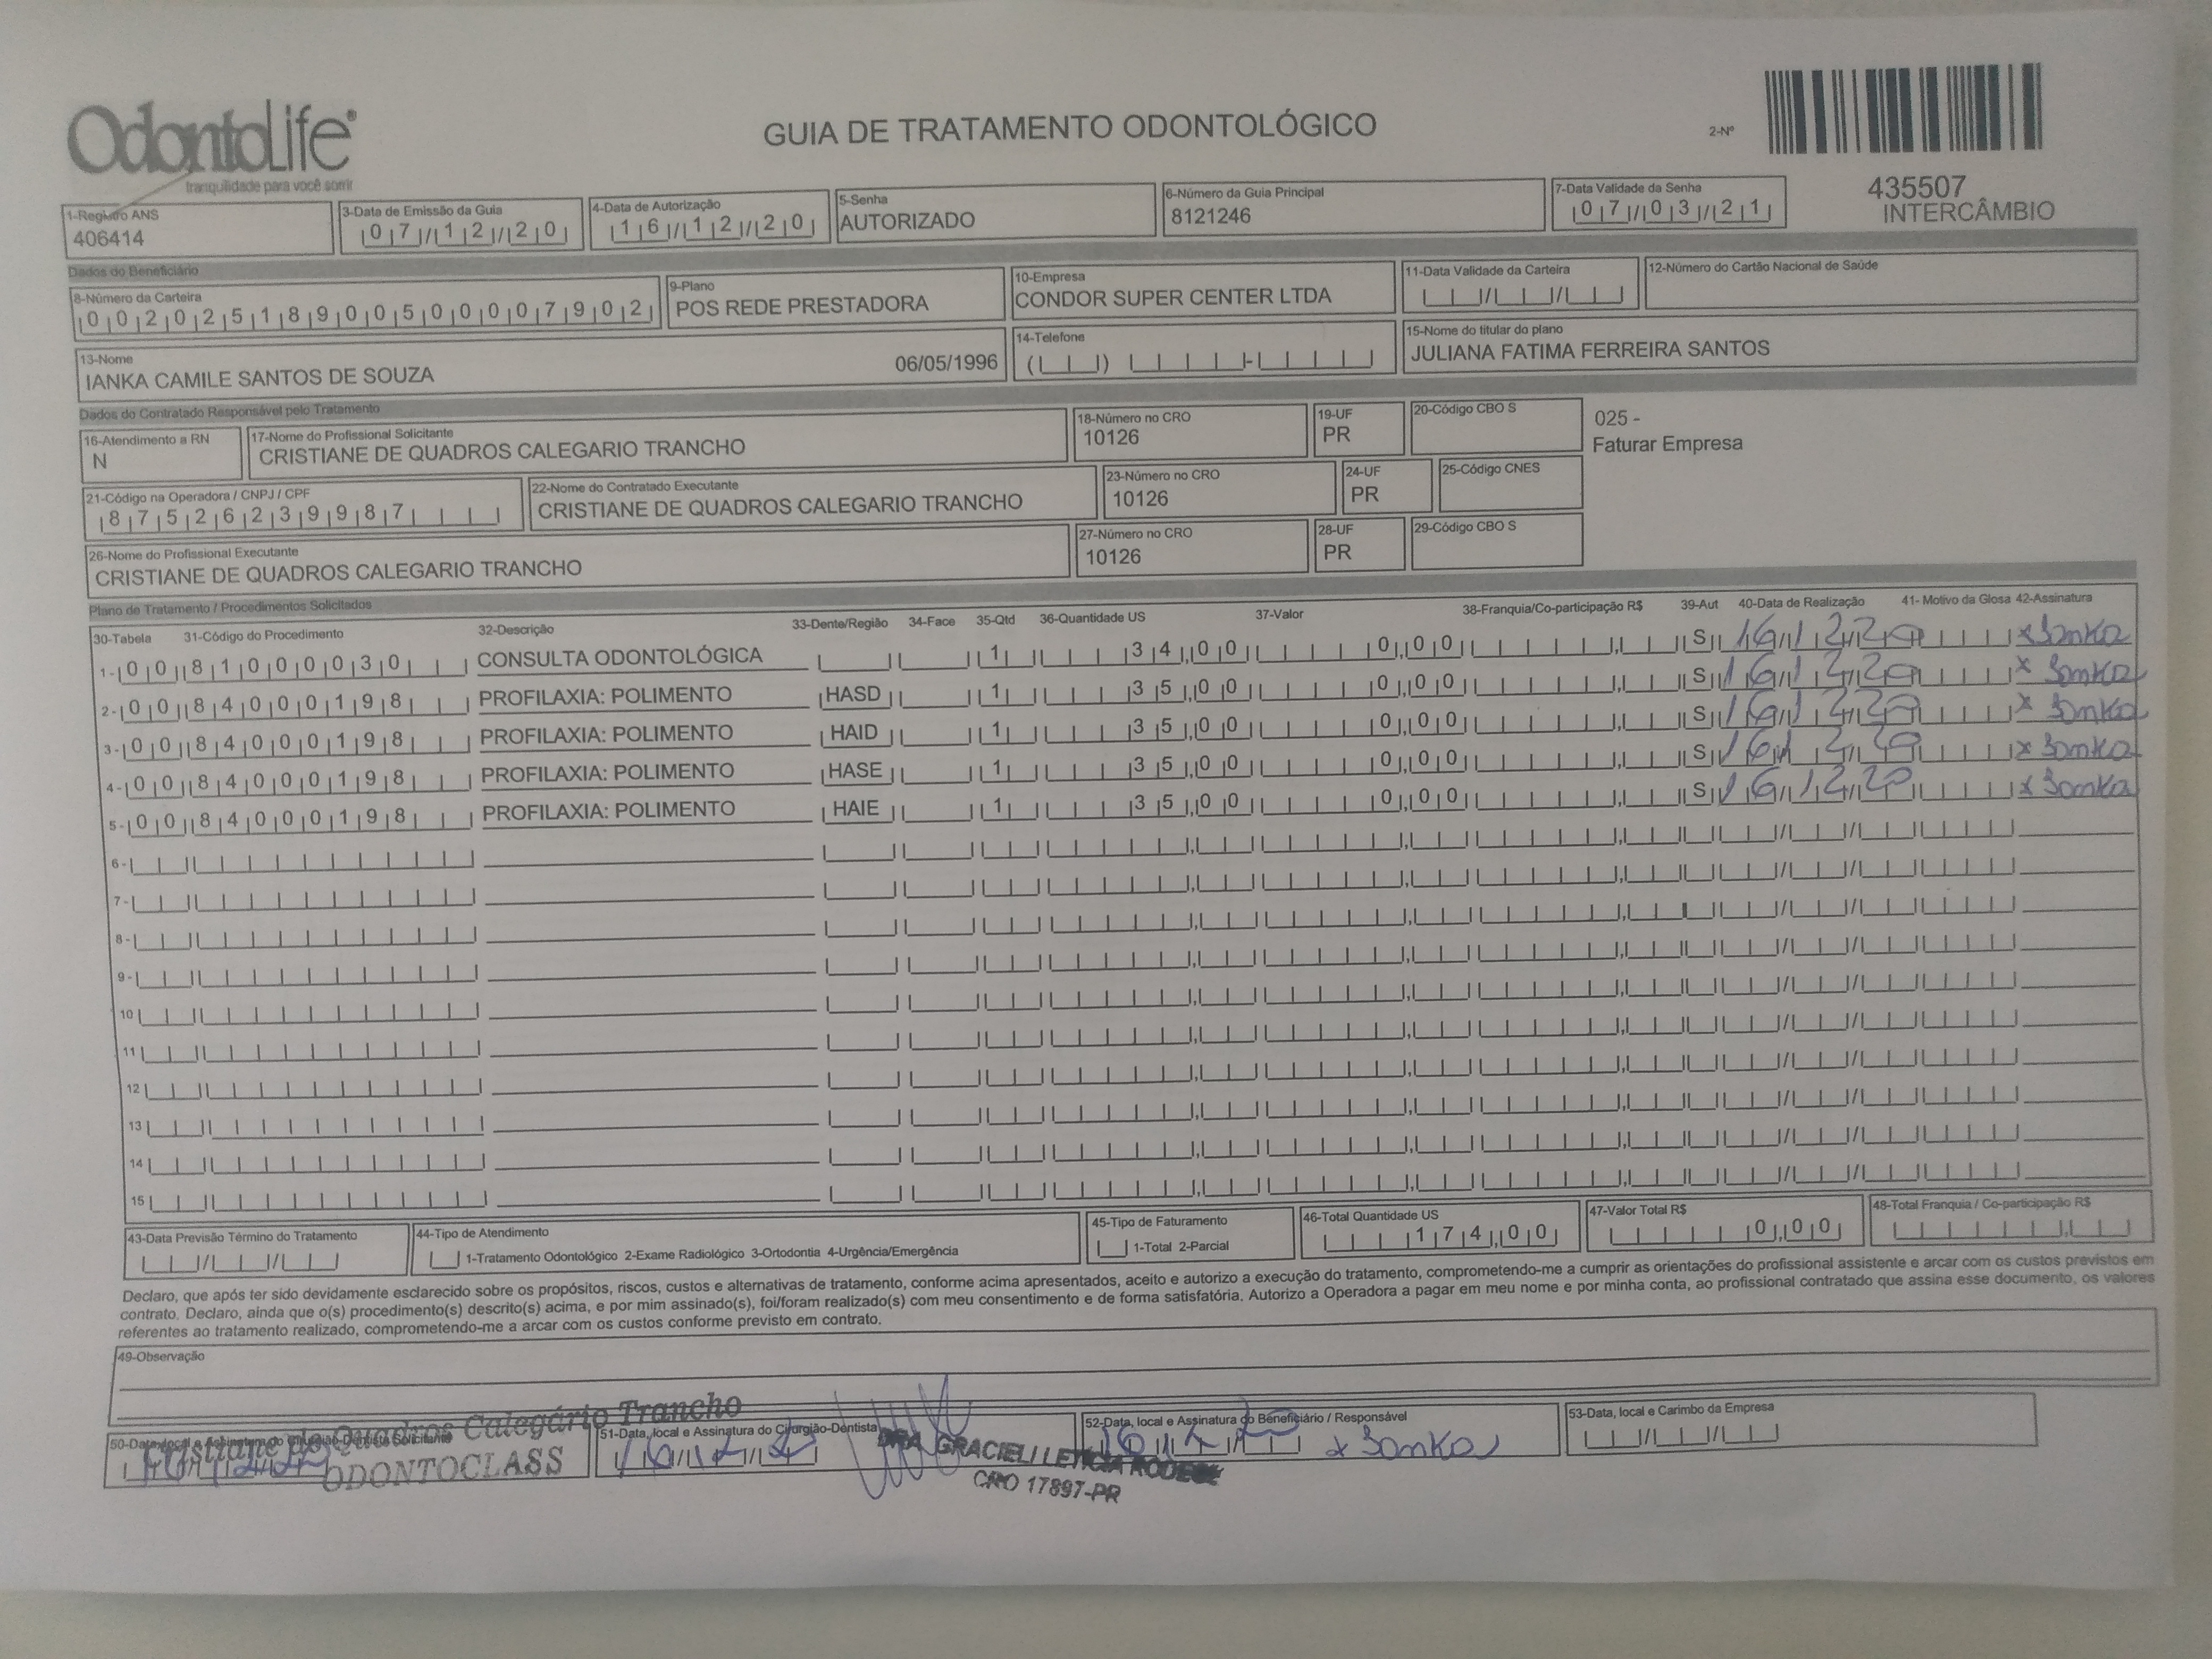 OdontoLife®
tranquilidade para você sorrir
GUIA DE TRATAMENTO ODONTOLÓGICO
2-Nº
435507
INTERCÂMBIO
1-Registro ANS
406414
3-Data de Emissão da Guia
07/12/20
4-Data de Autorização
16/12/20
5-Senha
AUTORIZADO
6-Número da Guia Principal
8121246
7-Data Validade da Senha
07/03/21
Dados do Beneficiário
8-Número da Carteira
00202518900500007902
9-Plano
POS REDE PRESTADORA
10-Empresa
CONDOR SUPER CENTER LTDA
11-Data Validade da Carteira
12-Número do Cartão Nacional de Saúde
13-Nome
IANKA CAMILE SANTOS DE SOUZA 06/05/1996
14-Telefone
15-Nome do titular do plano
JULIANA FATIMA FERREIRA SANTOS
Dados do Contratado Responsável pelo Tratamento
16-Atendimento a RN
N
17-Nome do Profissional Solicitante
CRISTIANE DE QUADROS CALEGARIO TRANCHO
18-Número no CRO
10126
19-UF
PR
20-Código CBO S
025 -
Faturar Empresa
21-Código na Operadora / CNPJ / CPF
87526239987
22-Nome do Contratado Executante
CRISTIANE DE QUADROS CALEGARIO TRANCHO
23-Número no CRO
10126
24-UF
PR
25-Código CNES
26-Nome do Profissional Executante
CRISTIANE DE QUADROS CALEGARIO TRANCHO
27-Número no CRO
10126
28-UF
PR
29-Código CBO S
Plano de Tratamento / Procedimentos Solicitados
30-Tabela 31-Código do Procedimento 32-Descrição 33-Dente/Região 34-Face 35-Qtd 36-Quantidade US 37-Valor 38-Franquia/Co-participação R$ 39-Aut 40-Data de Realização 41- Motivo da Glosa 42-Assinatura
1- 00 81000030 CONSULTA ODONTOLÓGICA 1 34,00 0,00 S 16 12 20 x Ianka
2- 00 84000198 PROFILAXIA: POLIMENTO HASD 1 35,00 0,00 S 16 12 20 x Ianka
3- 00 84000198 PROFILAXIA: POLIMENTO HAID 1 35,00 0,00 S 16 12 20 x Ianka
4- 00 84000198 PROFILAXIA: POLIMENTO HASE 1 35,00 0,00 S 16 12 20 x Ianka
5- 00 84000198 PROFILAXIA: POLIMENTO HAIE 1 35,00 0,00 S 16 12 20 x Ianka
6-
7-
8-
9-
10
11
12
13
14
15
43-Data Previsão Término do Tratamento
44-Tipo de Atendimento
1-Tratamento Odontológico 2-Exame Radiológico 3-Ortodontia 4-Urgência/Emergência
45-Tipo de Faturamento
1-Total 2-Parcial
46-Total Quantidade US
174,00
47-Valor Total R$
0,00
48-Total Franquia / Co-participação R$
Declaro, que após ter sido devidamente esclarecido sobre os propósitos, riscos, custos e alternativas de tratamento, conforme acima apresentados, aceito e autorizo a execução do tratamento, comprometendo-me a cumprir as orientações do profissional assistente e arcar com os custos previstos em
contrato. Declaro, ainda que o(s) procedimento(s) descrito(s) acima, e por mim assinado(s), foi/foram realizado(s) com meu consentimento e de forma satisfatória. Autorizo a Operadora a pagar em meu nome e por minha conta, ao profissional contratado que assina esse documento, os valores
referentes ao tratamento realizado, comprometendo-me a arcar com os custos conforme previsto em contrato.
49-Observação
50-Data, local e Assinatura do Cirurgião-Dentista Solicitante
Cristiane de Quadros Calegário Trancho
ODONTOCLASS
51-Data, local e Assinatura do Cirurgião-Dentista
DRA GRACIELI LETICIA
CRO 17897-PR
52-Data, local e Assinatura do Beneficiário / Responsável
16 12 20 x Ianka
53-Data, local e Carimbo da Empresa